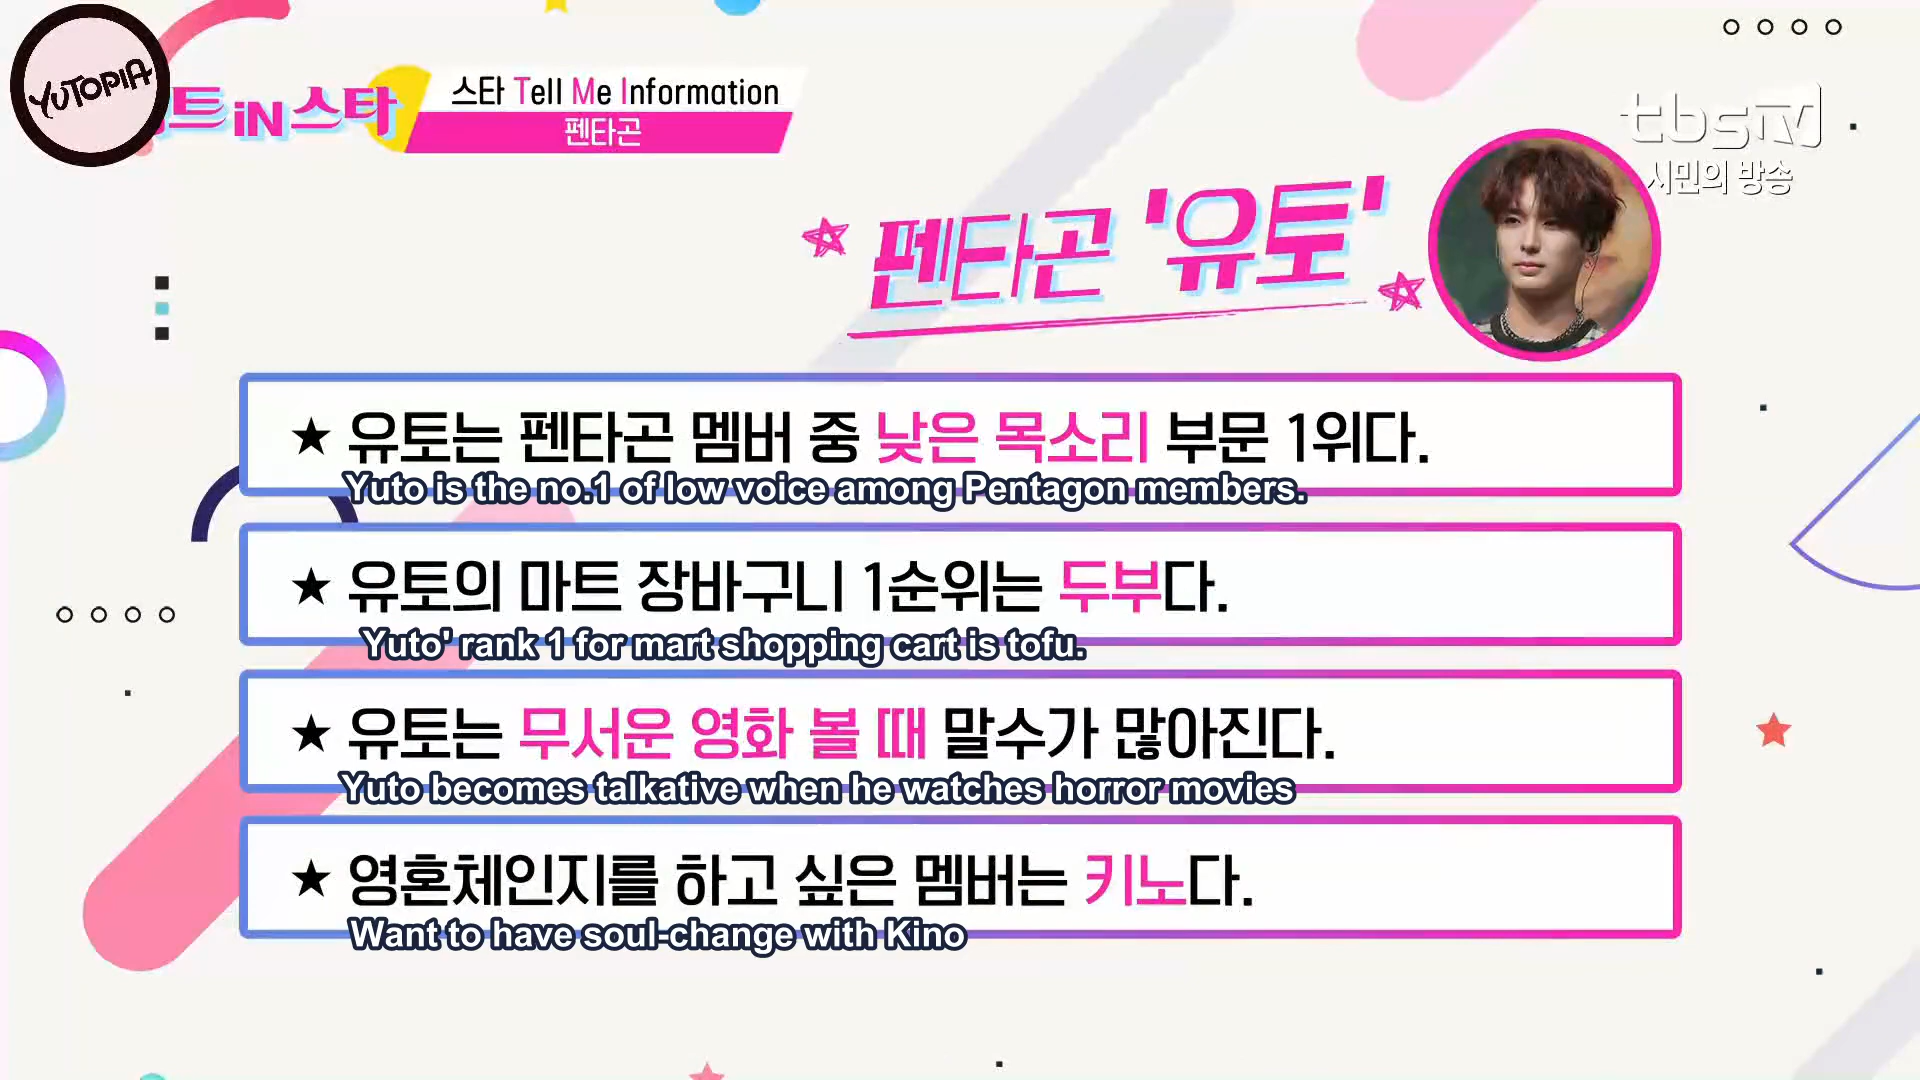 YUTOPIA
트 iN 스타
스타 Tell Me Information
펜타곤
tbs TV
시민의 방송
펜타곤 '유토'
★ 유토는 펜타곤 멤버 중 낮은 목소리 부문 1위다.
Yuto is the no.1 of low voice among Pentagon members.
★ 유토의 마트 장바구니 1순위는 두부다.
Yuto' rank 1 for mart shopping cart is tofu.
★ 유토는 무서운 영화 볼 때 말수가 많아진다.
Yuto becomes talkative when he watches horror movies
★ 영혼체인지를 하고 싶은 멤버는 키노다.
Want to have soul-change with Kino